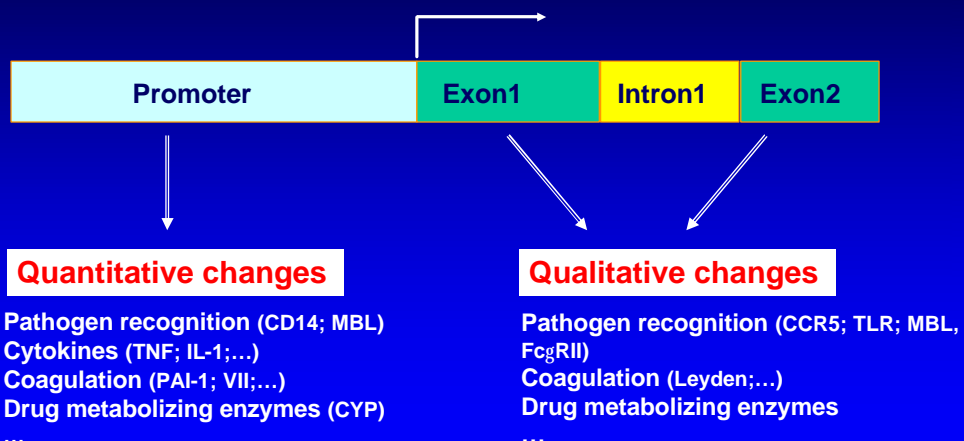 Promoter Exon1 Intron1 Exon2
Quantitative changes
Pathogen recognition (CD14; MBL)
Cytokines (TNF; IL-1;…)
Coagulation (PAI-1; VII;…)
Drug metabolizing enzymes (CYP)
...
Qualitative changes
Pathogen recognition (CCR5; TLR; MBL,
FcgRII)
Coagulation (Leyden;…)
Drug metabolizing enzymes
...